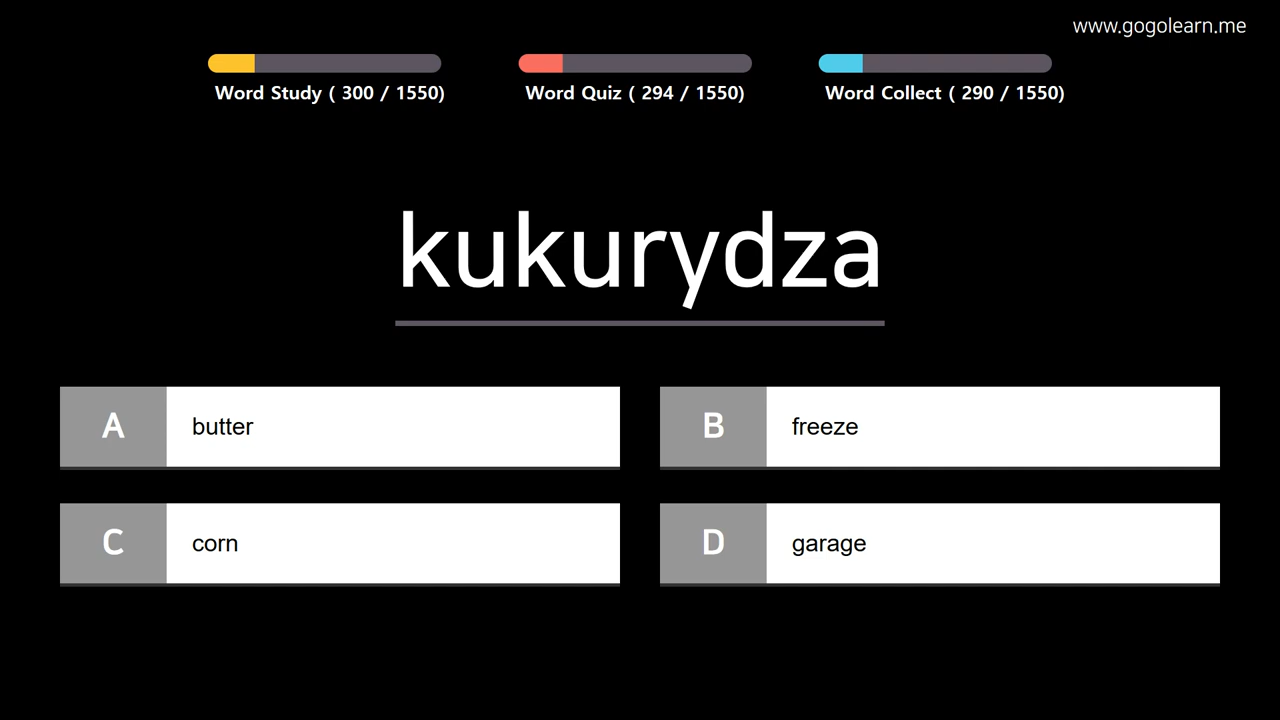 www.gogolearn.me
Word Study ( 300 / 1550)
Word Quiz ( 294 / 1550)
Word Collect ( 290 / 1550)
kukurydza
A butter
B freeze
C corn
D garage